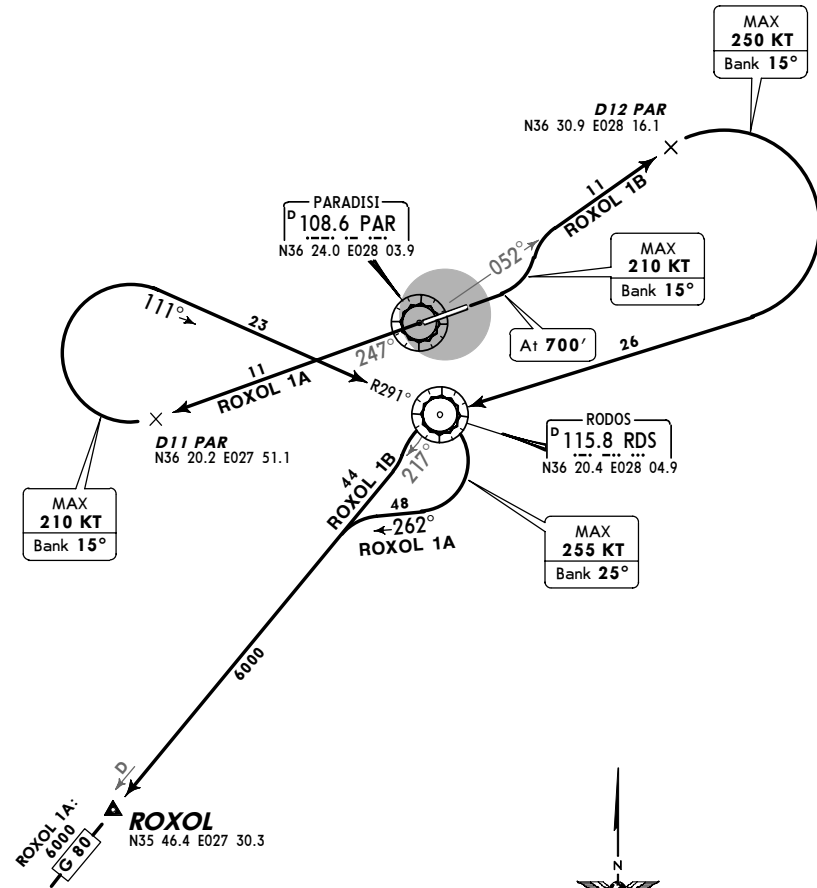 MAX
250 KT
Bank 15°
D12 PAR
N36 30.9 E028 16.1
11
ROXOL 1B
PARADISI
D 108.6 PAR
N36 24.0 E028 03.9
052°
MAX
210 KT
Bank 15°
At 700'
111°
23
247°
11
ROXOL 1A
R291°
26
D11 PAR
N36 20.2 E027 51.1
RODOS
D 115.8 RDS
N36 20.4 E028 04.9
MAX
210 KT
Bank 15°
44
ROXOL 1B
217°
48
262°
ROXOL 1A
MAX
255 KT
Bank 25°
6000
D
ROXOL
N35 46.4 E027 30.3
ROXOL 1A:
6000
G 80
N